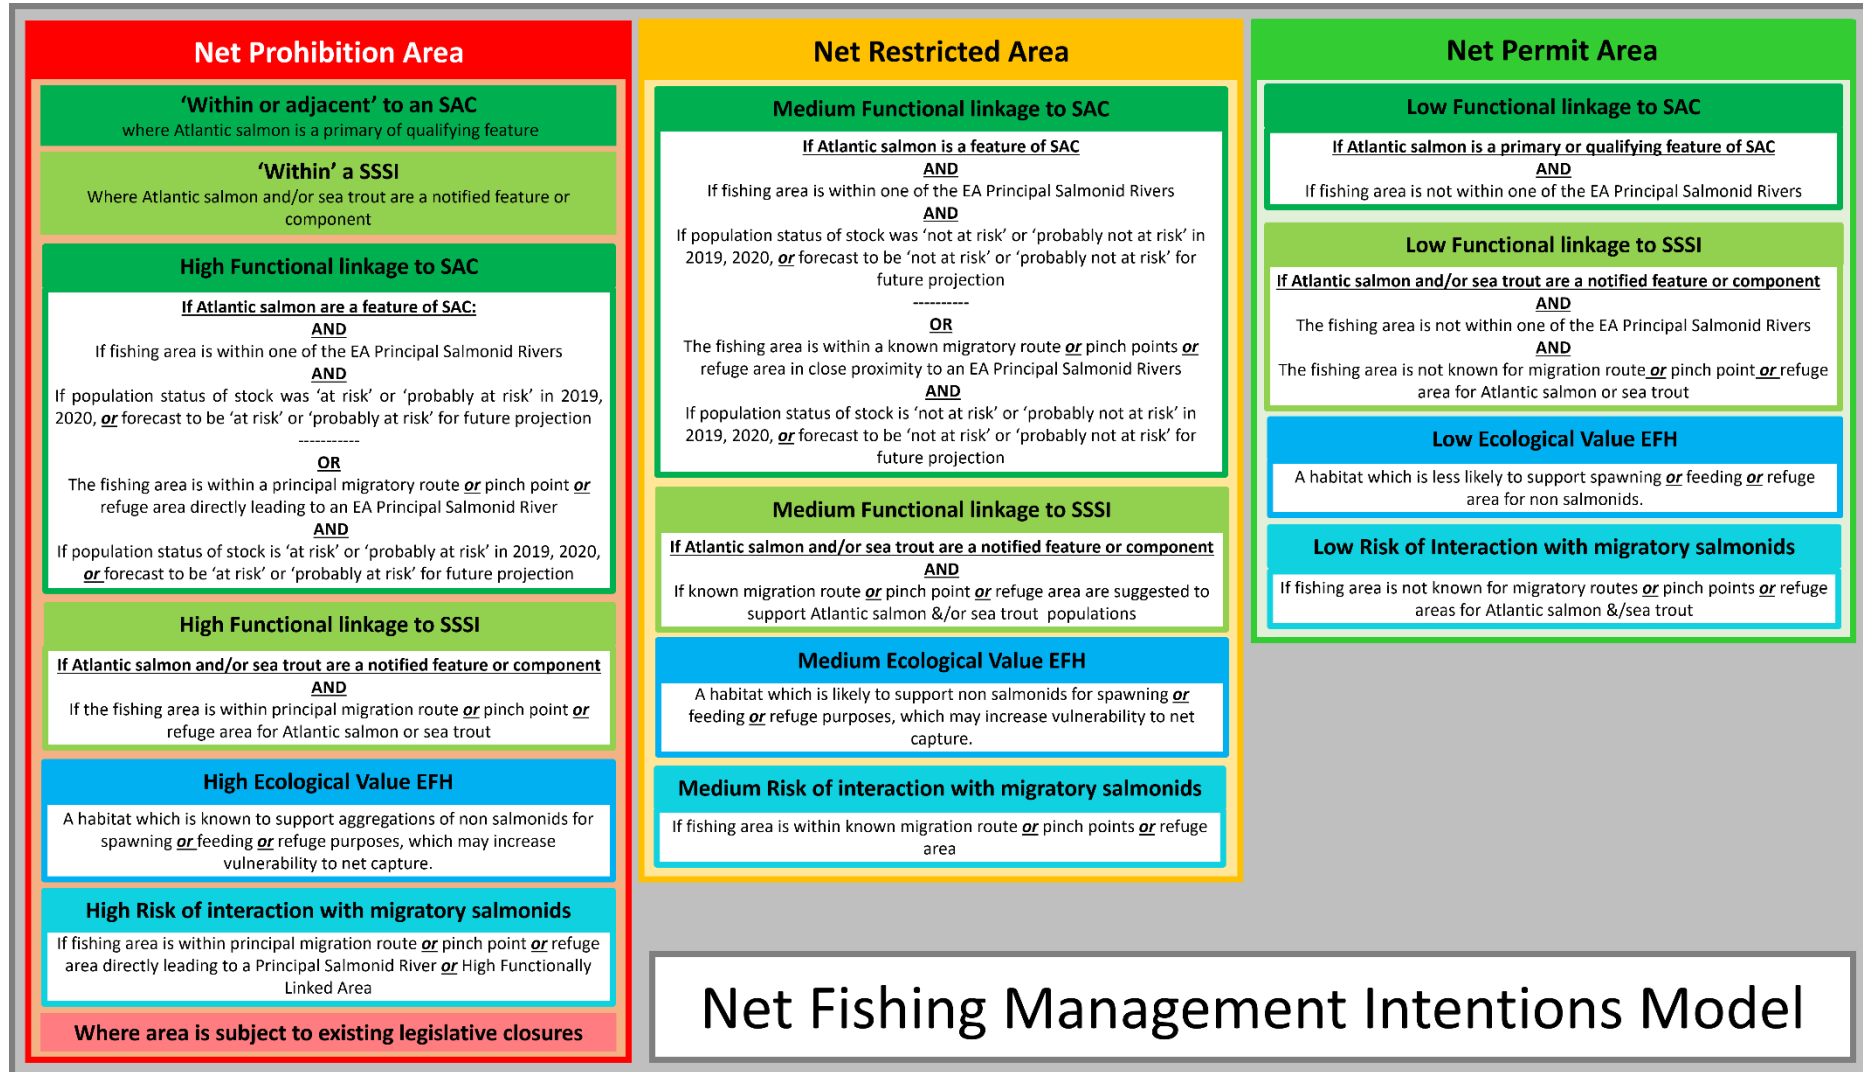 Net Prohibition Area
‘Within or adjacent’ to an SAC
where Atlantic salmon is a primary of qualifying feature
‘Within’ a SSSI
Where Atlantic salmon and/or sea trout are a notified feature or
component
High Functional linkage to SAC
If Atlantic salmon are a feature of SAC:
AND
If fishing area is within one of the EA Principal Salmonid Rivers
AND
If population status of stock was ‘at risk’ or ‘probably at risk’ in 2019,
2020, or forecast to be ‘at risk’ or ‘probably at risk’ for future projection
-----------
OR
The fishing area is within a principal migratory route or pinch point or
refuge area directly leading to an EA Principal Salmonid River
AND
If population status of stock is ‘at risk’ or ‘probably at risk’ in 2019, 2020,
or forecast to be ‘at risk’ or ‘probably at risk’ for future projection
High Functional linkage to SSSI
If Atlantic salmon and/or sea trout are a notified feature or component
AND
If the fishing area is within principal migration route or pinch point or
refuge area for Atlantic salmon or sea trout
High Ecological Value EFH
A habitat which is known to support aggregations of non salmonids for
spawning or feeding or refuge purposes, which may increase
vulnerability to net capture.
High Risk of interaction with migratory salmonids
If fishing area is within principal migration route or pinch point or refuge
area directly leading to a Principal Salmonid River or High Functionally
Linked Area
Where area is subject to existing legislative closures
Net Restricted Area
Medium Functional linkage to SAC
If Atlantic salmon is a feature of SAC
AND
If fishing area is within one of the EA Principal Salmonid Rivers
AND
If population status of stock was ‘not at risk’ or ‘probably not at risk’ in
2019, 2020, or forecast to be ‘not at risk’ or ‘probably not at risk’ for
future projection
----------
OR
The fishing area is within a known migratory route or pinch points or
refuge area in close proximity to an EA Principal Salmonid Rivers
AND
If population status of stock is ‘not at risk’ or ‘probably not at risk’ in
2019, 2020, or forecast to be ‘not at risk’ or ‘probably not at risk’ for
future projection
Medium Functional linkage to SSSI
If Atlantic salmon and/or sea trout are a notified feature or component
AND
If known migration route or pinch point or refuge area are suggested to
support Atlantic salmon &/or sea trout populations
Medium Ecological Value EFH
A habitat which is likely to support non salmonids for spawning or
feeding or refuge purposes, which may increase vulnerability to net
capture.
Medium Risk of interaction with migratory salmonids
If fishing area is within known migration route or pinch points or refuge
area
Net Permit Area
Low Functional linkage to SAC
If Atlantic salmon is a primary or qualifying feature of SAC
AND
If fishing area is not within one of the EA Principal Salmonid Rivers
Low Functional linkage to SSSI
If Atlantic salmon and/or sea trout are a notified feature or component
AND
The fishing area is not within one of the EA Principal Salmonid Rivers
AND
The fishing area is not known for migration route or pinch point or refuge
area for Atlantic salmon or sea trout
Low Ecological Value EFH
A habitat which is less likely to support spawning or feeding or refuge
area for non salmonids.
Low Risk of Interaction with migratory salmonids
If fishing area is not known for migratory routes or pinch points or refuge
areas for Atlantic salmon &/sea trout
Net Fishing Management Intentions Model